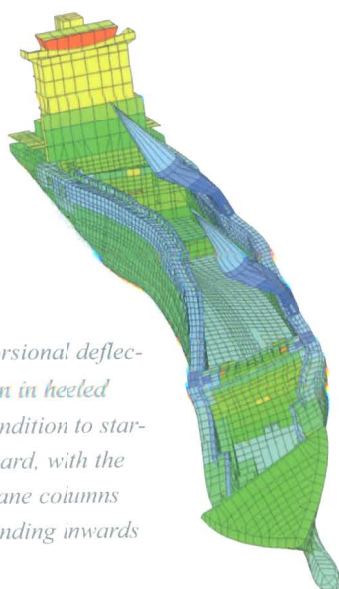 rsional deflec-
n in heeled
ndition to star-
ard, with the
ane columns
nding inwards